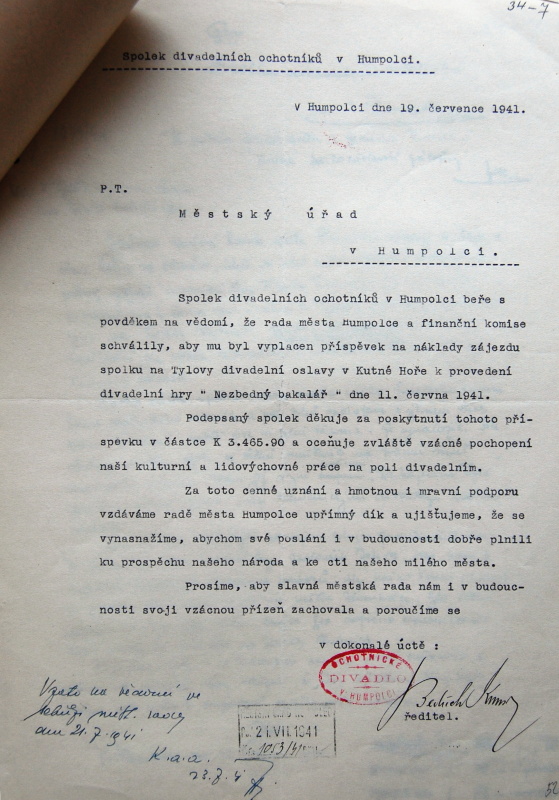 34-7
Spolek divadelních ochotníků v Humpolci.
V Humpolci dne 19. července 1941.
P.T.
Městský úřad
v Humpolci.
Spolek divadelních ochotníků v Humpolci beře s
povděkem na vědomí, že rada města Humpolce a finanční komise
schválily, aby mu byl vyplacen příspěvek na náklady zájezdu
spolku na Tylovy divadelní oslavy v Kutné Hoře k provedení
divadelní hry " Nezbedný bakalář " dne 11. června 1941.
Podepsaný spolek děkuje za poskytnutí tohoto pří-
spevku v částce K 3.465.90 a oceňuje zvláště vzácné pochopení
naší kulturní a lidovýchovné práce na poli divadelním.
Za toto cenné uznání a hmotnou i mravní podporu
vzdáváme radě města Humpolce upřímný dík a ujišťujeme, že se
vynasnažíme, abychom své poslání i v budoucnosti dobře plnili
ku prospěchu našeho národa a ke cti našeho milého města.
Prosíme, aby slavná městská rada nám i v budouc-
nosti svoji vzácnou přízeň zachovala a poroučíme se
v dokonalé úctě :
OCHOTNICKÉ
DIVADLO
V HUMPOLCI
Bedřich
ředitel.
Vzato na vědomí ve
schůzi měst. rady
dne 21.7.1941
21. VII. 1941
1053/41
K.a.a.